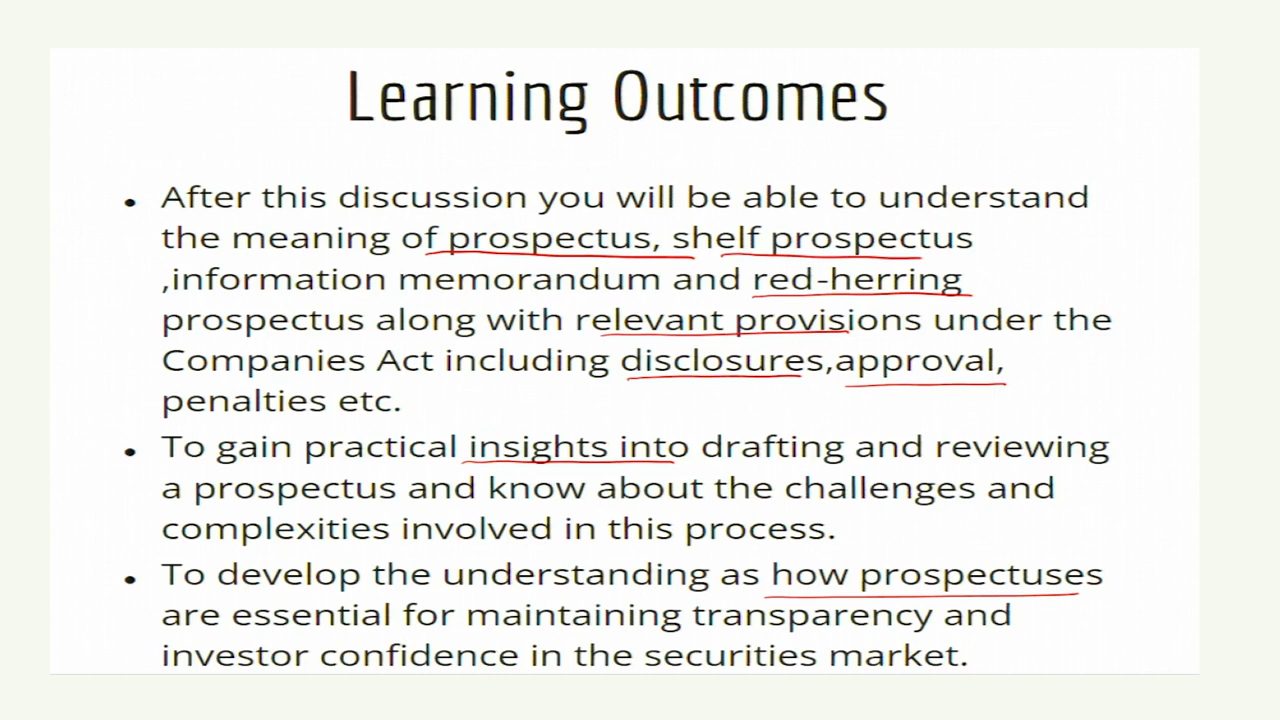 Learning Outcomes
• After this discussion you will be able to understand
the meaning of prospectus, shelf prospectus
,information memorandum and red-herring
prospectus along with relevant provisions under the
Companies Act including disclosures,approval,
penalties etc.
• To gain practical insights into drafting and reviewing
a prospectus and know about the challenges and
complexities involved in this process.
• To develop the understanding as how prospectuses
are essential for maintaining transparency and
investor confidence in the securities market.